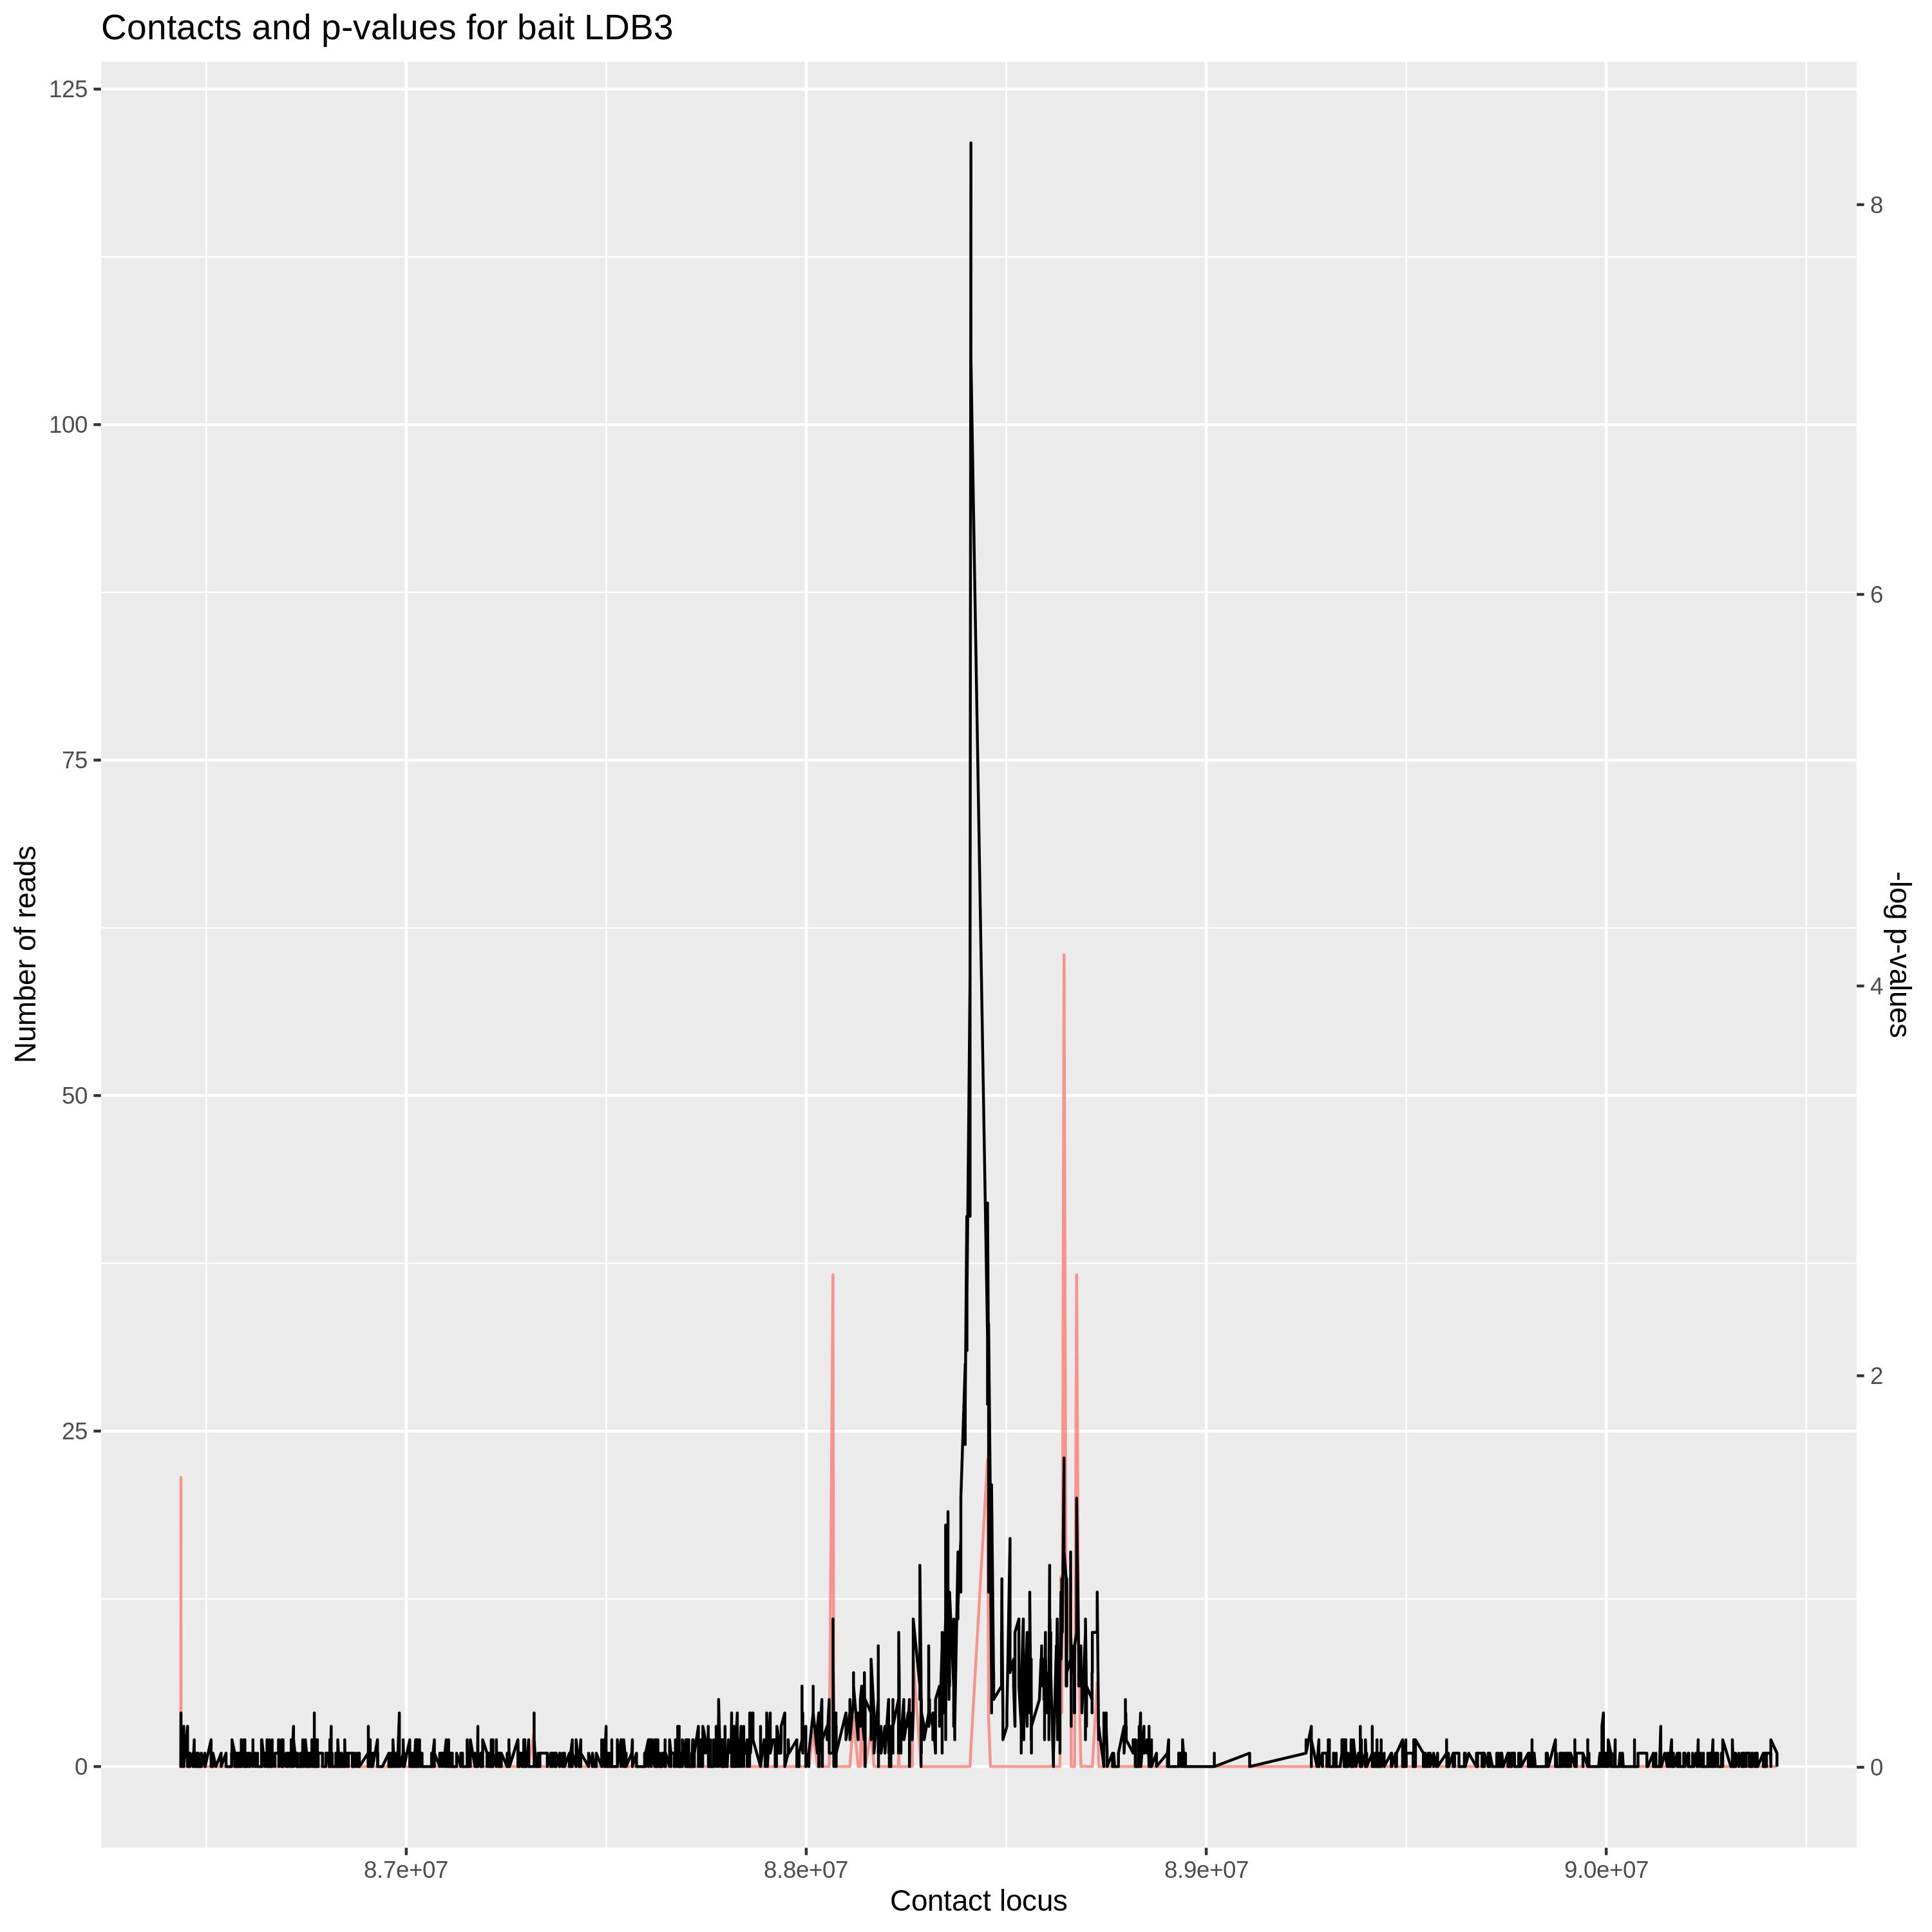 Contacts and p-values for bait LDB3
125
100
75
50
25
0
Number of reads
8
6
4
2
0
-log p-values
8.7e+07
8.8e+07
8.9e+07
9.0e+07
Contact locus